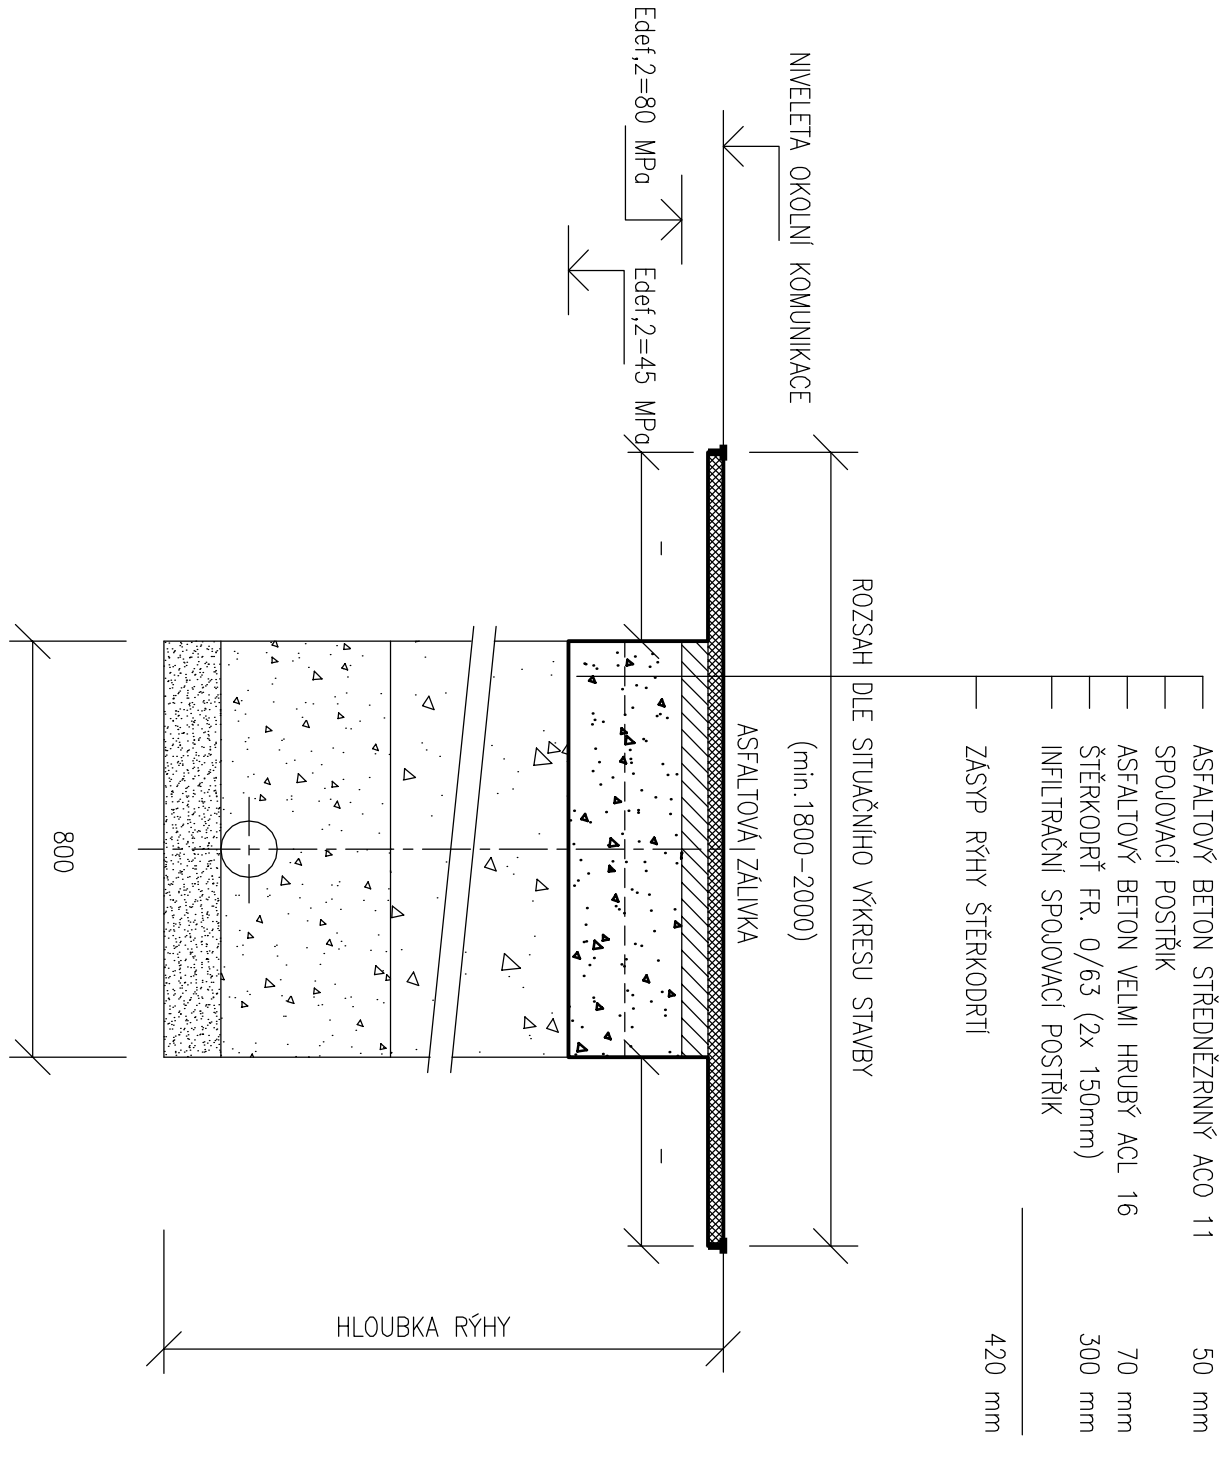 ASFALTOVÝ BETON STŘEDNĚZRNNÝ ACO 11 50 mm
SPOJOVACÍ POSTŘIK
ASFALTOVÝ BETON VELMI HRUBÝ ACL 16 70 mm
ŠTĚRKODRŤ FR. 0/63 (2x 150mm) 300 mm
INFILTRAČNÍ SPOJOVACÍ POSTŘIK
420 mm
ZÁSYP RÝHY ŠTĚRKODRTÍ
ROZSAH DLE SITUAČNÍHO VÝKRESU STAVBY
(min.1800-2000)
NIVELETA OKOLNÍ KOMUNIKACE
ASFALTOVÁ ZÁLIVKA
Edef,2=80 MPa
Edef,2=45 MPa
HLOUBKA RÝHY
800